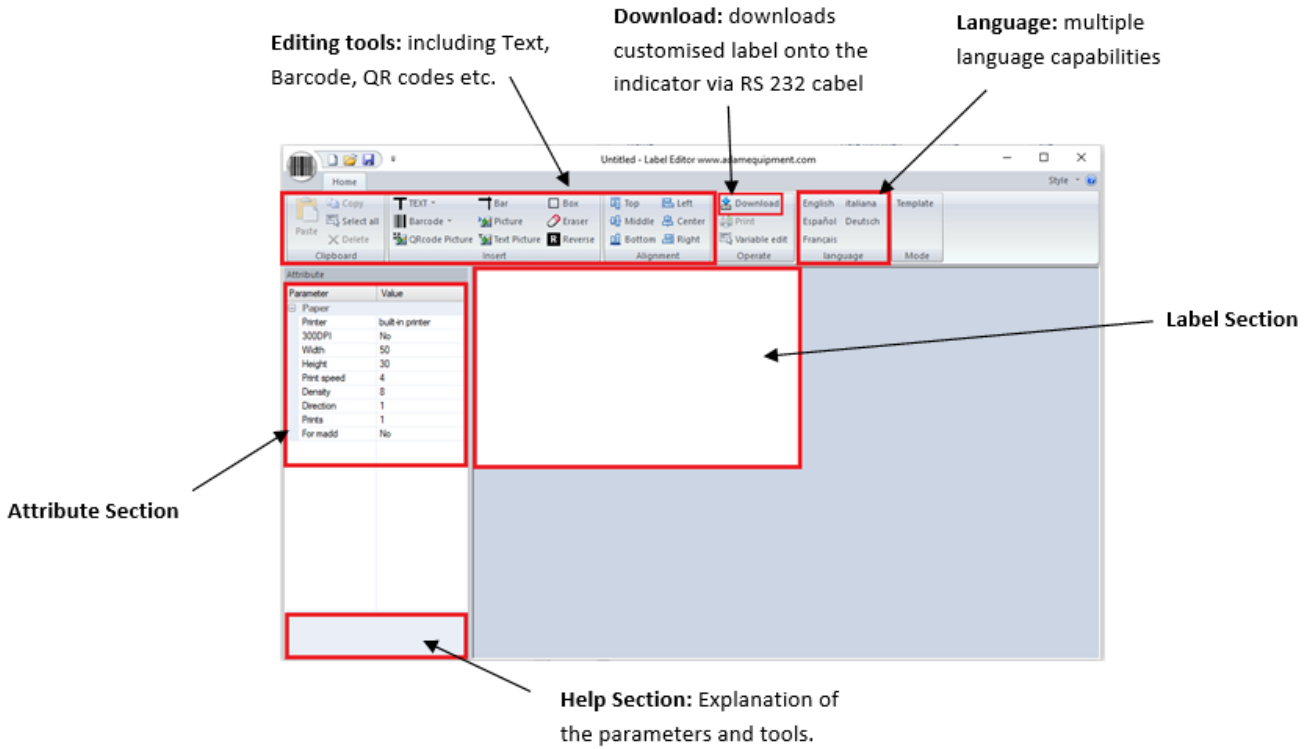 Download: downloads
customised label onto the
indicator via RS 232 cabel
Language: multiple
language capabilities
Editing tools: including Text,
Barcode, QR codes etc.
Untitled - Label Editor www.adamequipment.com
Home
Style
Paste
Copy
Select all
Delete
Clipboard
TEXT
Barcode
QRcode Picture
Bar
Picture
Text Picture
Box
Eraser
R Reverse
Insert
Top
Middle
Bottom
Left
Center
Right
Alignment
Download
Print
Variable edit
Operate
English italiana
Español Deutsch
Français
language
Template
Mode
Attribute
Parameter Value
Paper
Printer built-in printer
300DPI No
Width 50
Height 30
Print speed 4
Density 8
Direction 1
Prints 1
For madd No
Label Section
Attribute Section
Help Section: Explanation of
the parameters and tools.